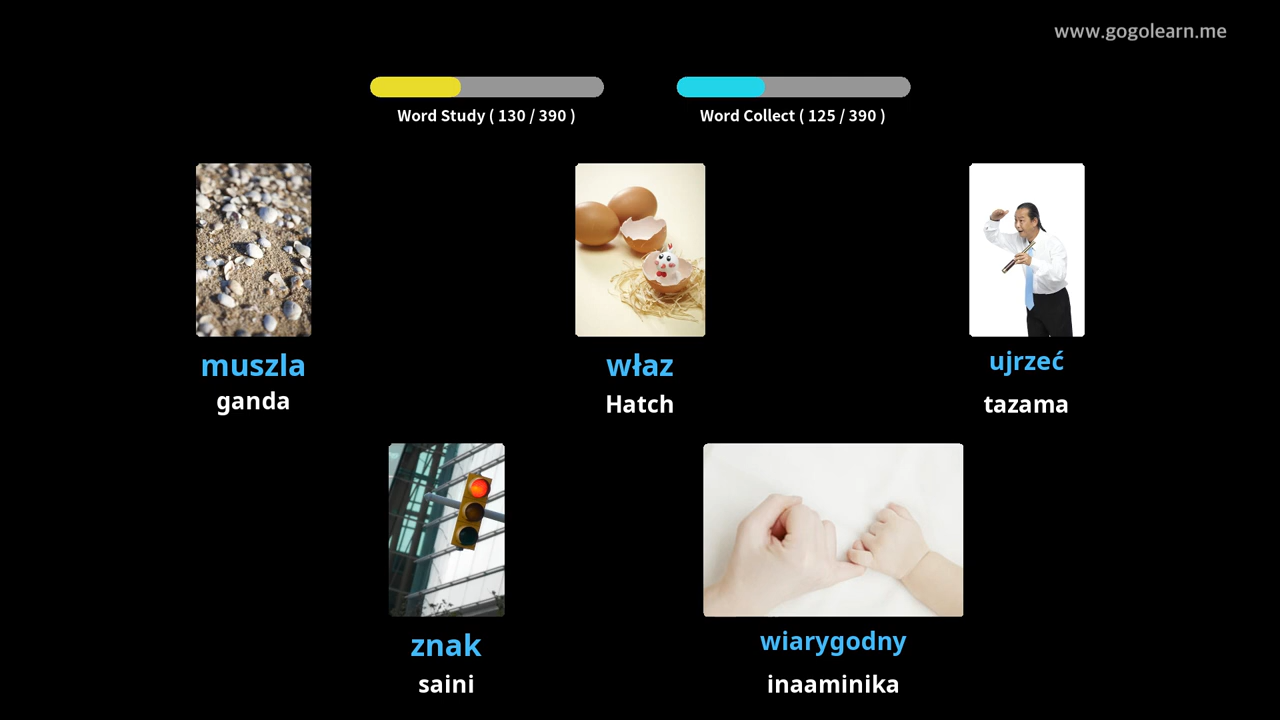 www.gogolearn.me
Word Study ( 130 / 390 )
Word Collect ( 125 / 390 )
muszla
ganda
właz
Hatch
ujrzeć
tazama
znak
saini
wiarygodny
inaaminika